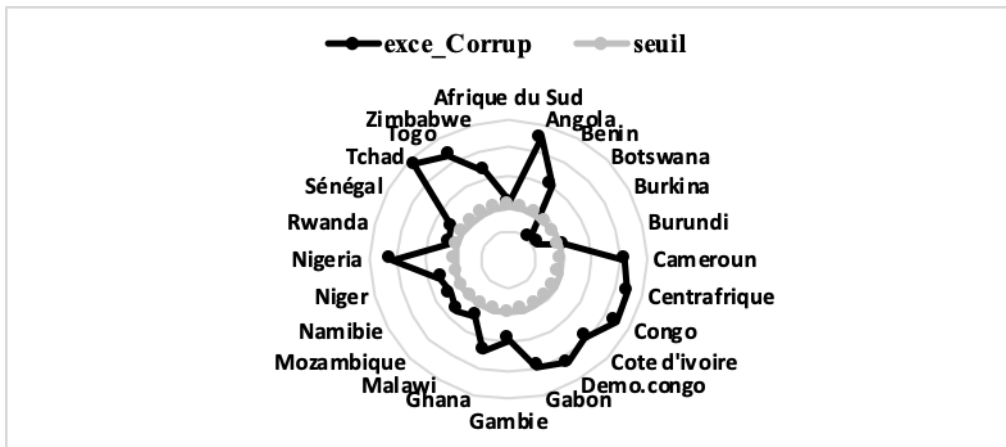 exce_Corrup seuil
Afrique du Sud
Zimbabwe Angola
Togo Benin
Tchad Botswana
Sénégal Burkina
Rwanda Burundi
Nigeria Cameroun
Niger Centrafrique
Namibie Congo
Mozambique Cote d'ivoire
Malawi Demo.congo
Ghana Gabon
Gambie